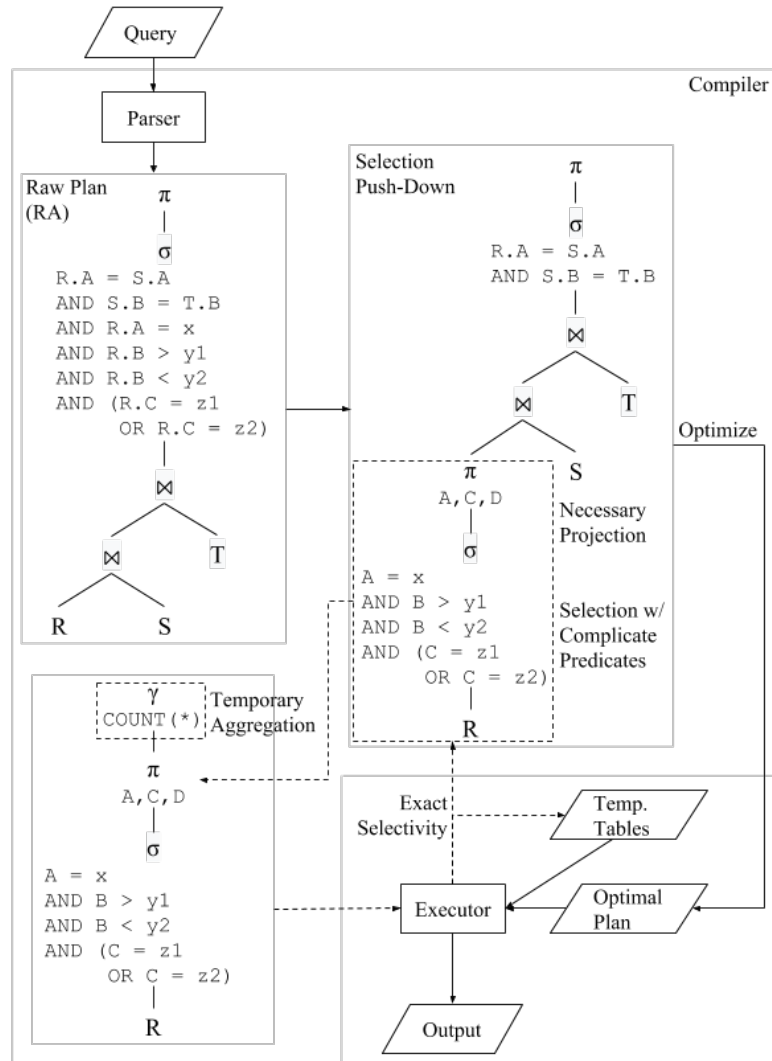 Query
Compiler
Parser
Raw Plan
(RA)
π
σ
R.A = S.A
AND S.B = T.B
AND R.A = x
AND R.B > y1
AND R.B < y2
AND (R.C = z1
OR R.C = z2)
⋈
⋈
T
R
S
Selection
Push-Down
π
σ
R.A = S.A
AND S.B = T.B
⋈
⋈
T
π
S
A,C,D
σ
A = x
AND B > y1
AND B < y2
AND (C = z1
OR C = z2)
R
Necessary
Projection
Selection w/
Complicate
Predicates
Optimize
γ
COUNT(*)
Temporary
Aggregation
π
A,C,D
σ
A = x
AND B > y1
AND B < y2
AND (C = z1
OR C = z2)
R
Exact
Selectivity
Temp.
Tables
Executor
Optimal
Plan
Output